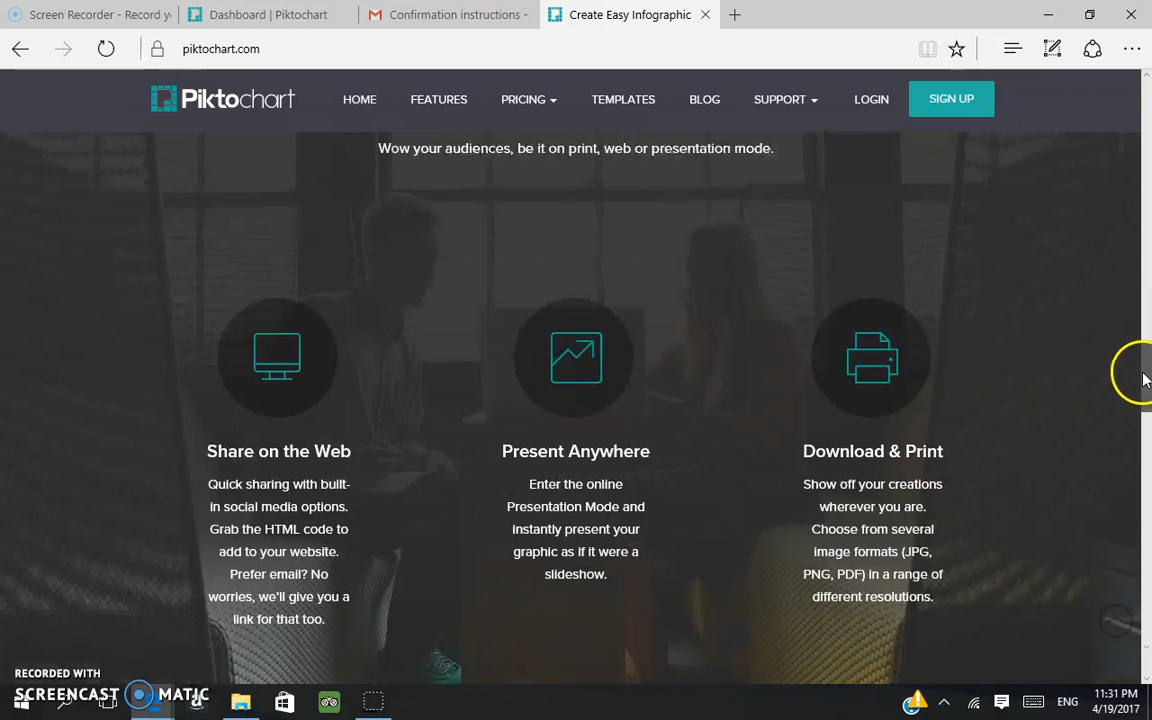 Screen Recorder - Record y
Dashboard | Piktochart
Confirmation instructions -
Create Easy Infographic
piktochart.com
Piktochart
HOME
FEATURES
PRICING
TEMPLATES
BLOG
SUPPORT
LOGIN
SIGN UP
Wow your audiences, be it on print, web or presentation mode.
Share on the Web
Quick sharing with built-
in social media options.
Grab the HTML code to
add to your website.
Prefer email? No
worries, we'll give you a
link for that too.
Present Anywhere
Enter the online
Presentation Mode and
instantly present your
graphic as if it were a
slideshow.
Download & Print
Show off your creations
wherever you are.
Choose from several
image formats (JPG,
PNG, PDF) in a range of
different resolutions.
RECORDED WITH
SCREENCAST MATIC
ENG
11:31 PM
4/19/2017